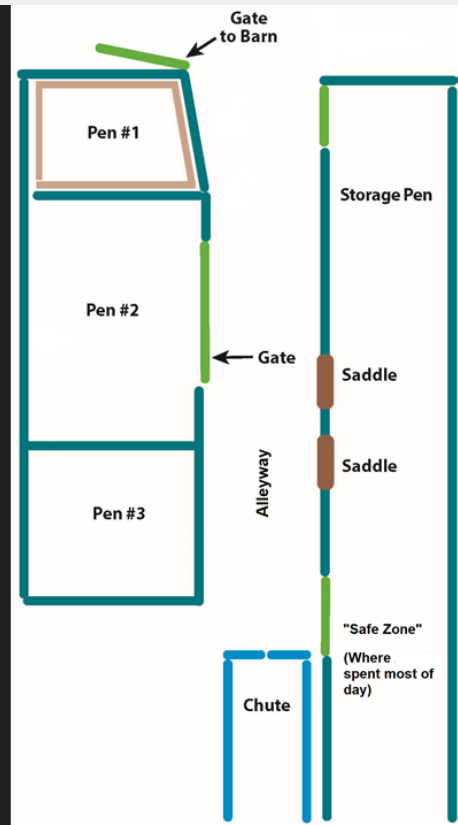 Gate
to Barn
Pen #1
Storage Pen
Pen #2
Gate
Saddle
Saddle
Alleyway
Pen #3
"Safe Zone"
(Where
spent most of
day)
Chute